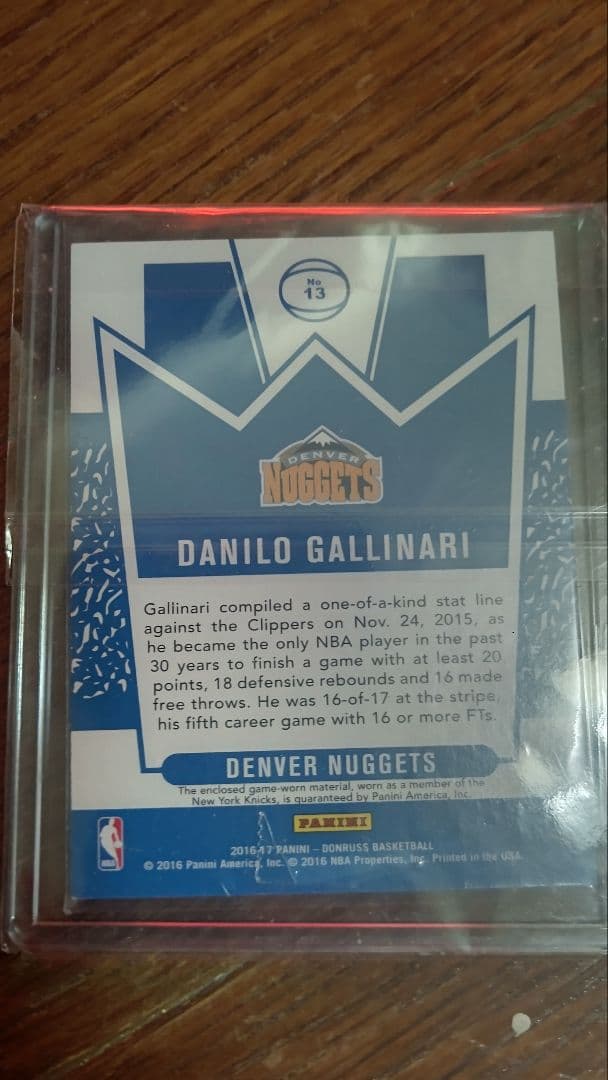 No
13
DENVER
NUGGETS
DANILO GALLINARI
Gallinari compiled a one-of-a-kind stat line
against the Clippers on Nov. 24, 2015, as
he became the only NBA player in the past
30 years to finish a game with at least 20
points, 18 defensive rebounds and 16 made
free throws. He was 16-of-17 at the stripe,
his fifth career game with 16 or more FTs.
DENVER NUGGETS
The enclosed game-worn material, worn as a member of the
New York Knicks, is guaranteed by Panini America, Inc.
PANINI
2016-17 PANINI – DONRUSS BASKETBALL
© 2016 Panini America, Inc. © 2016 NBA Properties, Inc. Printed in the USA.
NBA